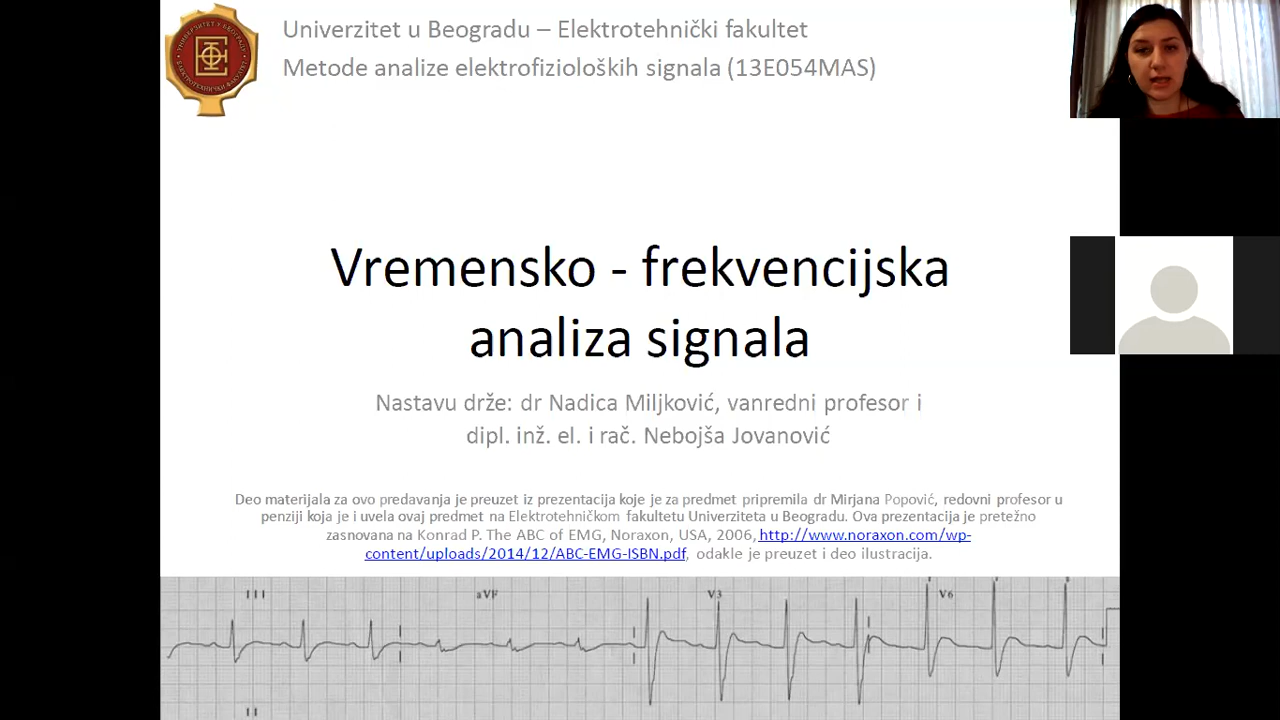 Univerzitet u Beogradu – Elektrotehnički fakultet
Metode analize elektrofizioloških signala (13E054MAS)
Vremensko - frekvencijska
analiza signala
Nastavu drže: dr Nadica Miljković, vanredni profesor i
dipl. inž. el. i rač. Nebojša Jovanović
Deo materijala za ovo predavanja je preuzet iz prezentacija koje je za predmet pripremila dr Mirjana Popović, redovni profesor u
penziji koja je i uvela ovaj predmet na Elektrotehničkom fakultetu Univerziteta u Beogradu. Ova prezentacija je pretežno
zasnovana na Konrad P. The ABC of EMG, Noraxon, USA, 2006, http://www.noraxon.com/wp-
content/uploads/2014/12/ABC-EMG-ISBN.pdf, odakle je preuzet i deo ilustracija.
III aVF V3 V6
II